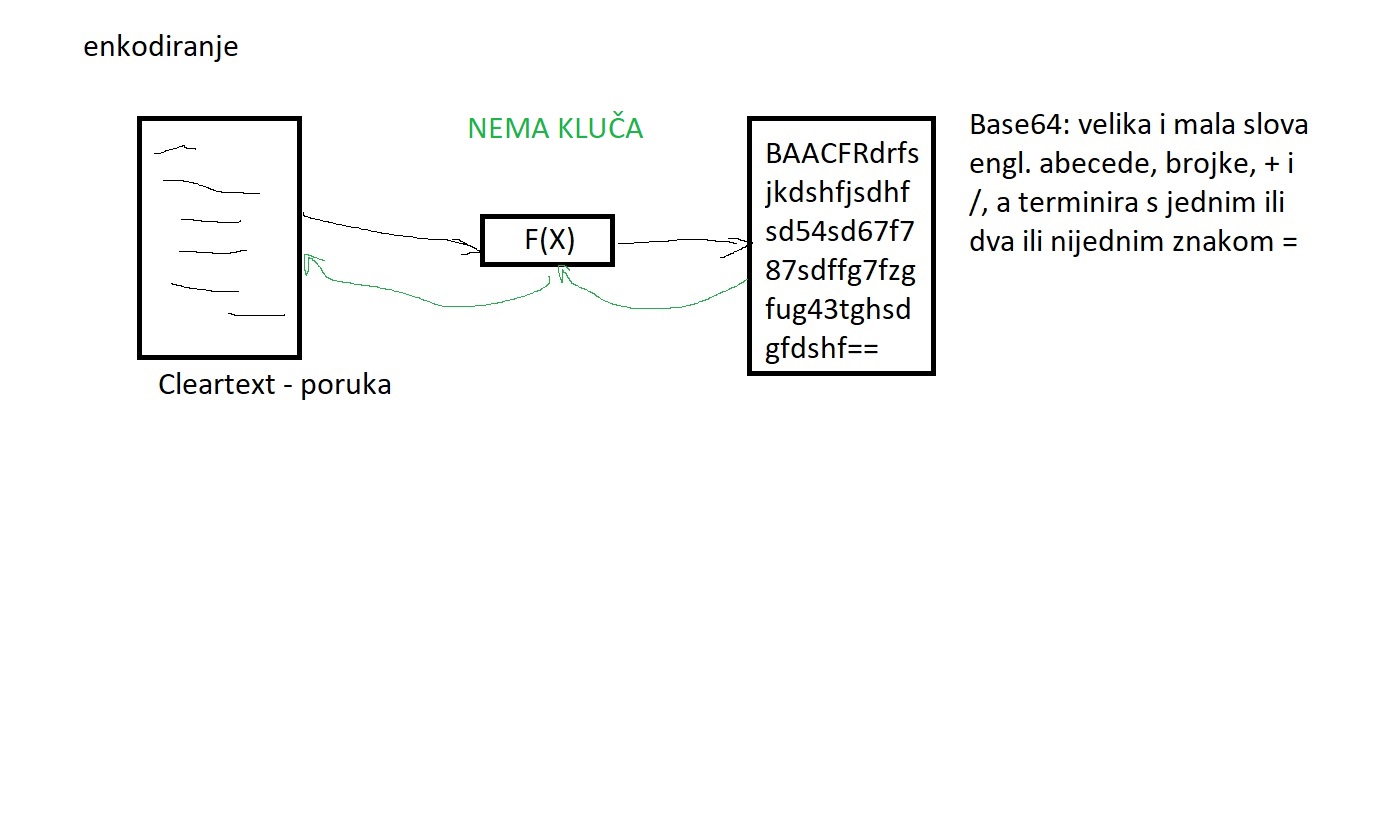 enkodiranje
NEMA KLUČA
Base64: velika i mala slova
engl. abecede, brojke, + i
/, a terminira s jednim ili
dva ili nijednim znakom =
BAACFRdrfs
jkdshfjsdhf
sd54sd67f7
87sdffg7fzg
fug43tghsd
gfdshf==
F(X)
Cleartext - poruka